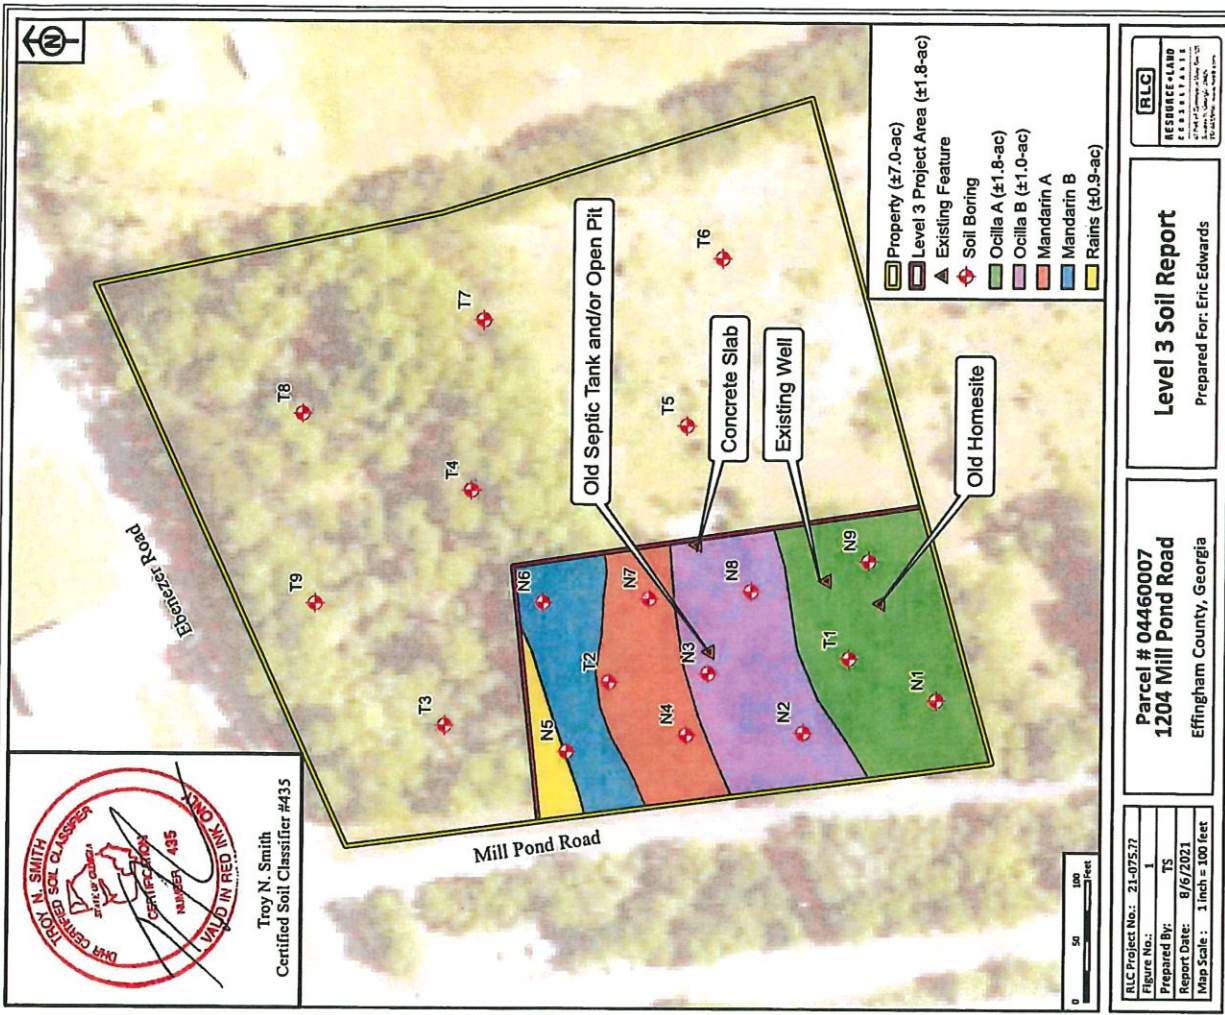 TROY N. SMITH
DHR CERTIFIED SOIL CLASSIFIER
STATE OF GEORGIA
CERTIFICATION
NUMBER 435
VALID IN RED INK ONLY
Troy N. Smith
Certified Soil Classifier #435
N
Ebenezer Road
Mill Pond Road
T9
T8
T3
T4
T7
N5
N6
T2
N7
N4
N3
N8
N2
T5
T6
T1
N9
N1
Old Septic Tank and/or Open Pit
Concrete Slab
Existing Well
Old Homesite
0 50 100
Feet
Property (±7.0-ac)
Level 3 Project Area (±1.8-ac)
Existing Feature
Soil Boring
Ocilla A (±1.8-ac)
Ocilla B (±1.0-ac)
Mandarin A
Mandarin B
Rains (±0.9-ac)
RLC Project No.: 21-075.77
Figure No.: 1
Prepared By: TS
Report Date: 8/6/2021
Map Scale: 1 inch = 100 feet
Parcel # 04460007
1204 Mill Pond Road
Effingham County, Georgia
Level 3 Soil Report
Prepared For: Eric Edwards
RLC
RESOURCE+LAND
CONSULTANTS